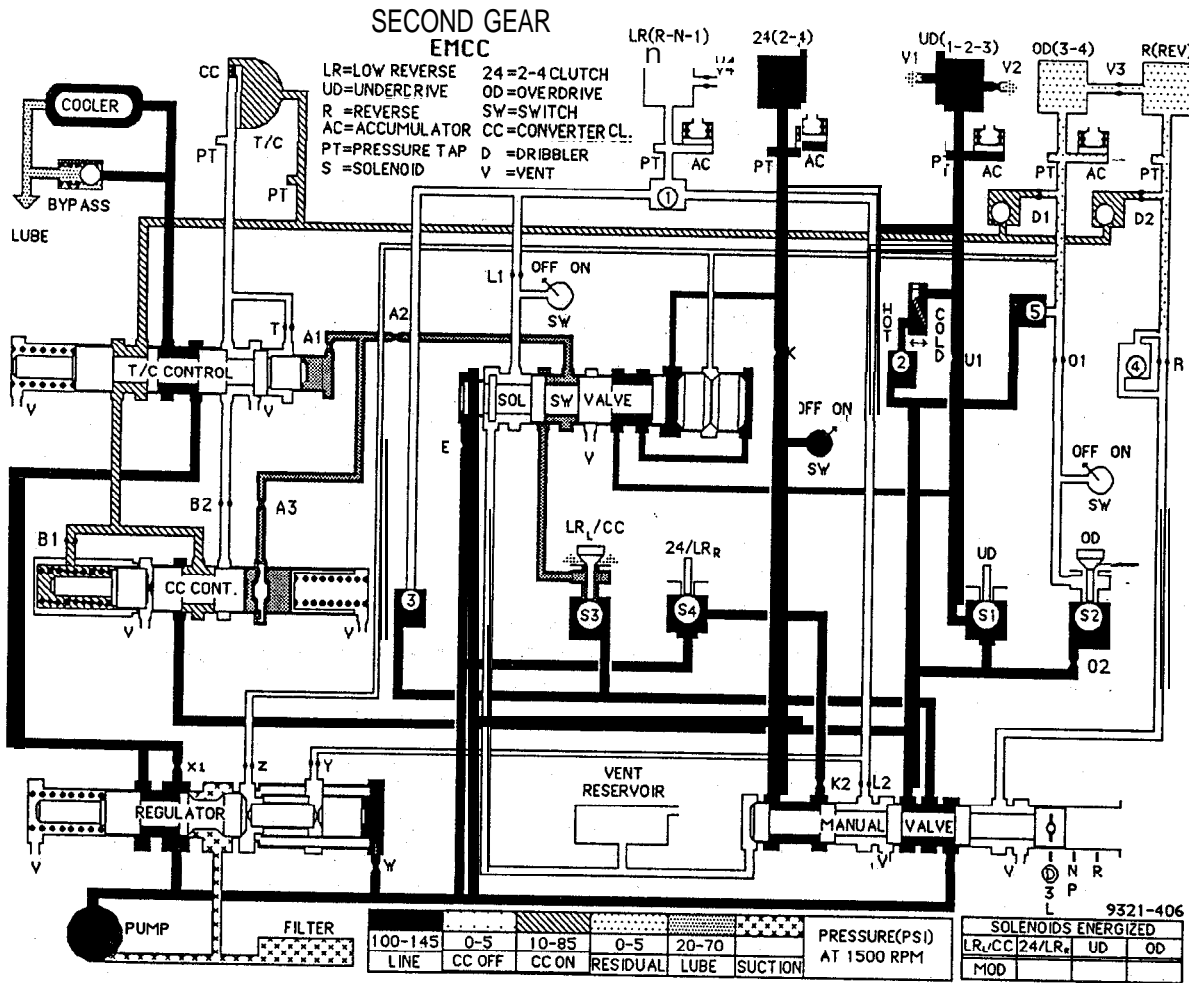 SECOND GEAR
EMCC
LR=LOW REVERSE 24=2-4 CLUTCH
UD=UNDERDRIVE OD=OVERDRIVE
R =REVERSE SW=SWITCH
AC=ACCUMULATOR CC=CONVERTER CL.
PT=PRESSURE TAP D =DRIBBLER
S =SOLENOID V =VENT
LR(R-N-1)
24(2-4)
UD(1-2-3)
OD(3-4)
R(REV)
V4
V1
V2
V3
CC
COOLER
T/C
PT
PT
BYPASS
LUBE
PT
AC
PT
AC
AC
PT
AC
PT
1
D1
D2
L1
OFF ON
SW
HOT
COLD
5
2
K
U1
O1
4
R
T
A1
A2
T/C CONTROL
V
V
SOL SW VALVE
V
E
OFF ON
SW
OFF ON
SW
B2
A3
B1
CC CONT.
V
V
3
LRL/CC
S3
24/LRR
S4
UD
S1
OD
S2
O2
X1
Z
Y
REGULATOR
V
W
VENT
RESERVOIR
K2
L2
MANUAL VALVE
V
V
D
3
L
N
P
R
9321-406
PUMP
FILTER
100-145 0-5 10-85 0-5 20-70
LINE CC OFF CC ON RESIDUAL LUBE SUCTION
PRESSURE(PSI)
AT 1500 RPM
SOLENOIDS ENERGIZED
LRL/CC 24/LRR UD OD
MOD